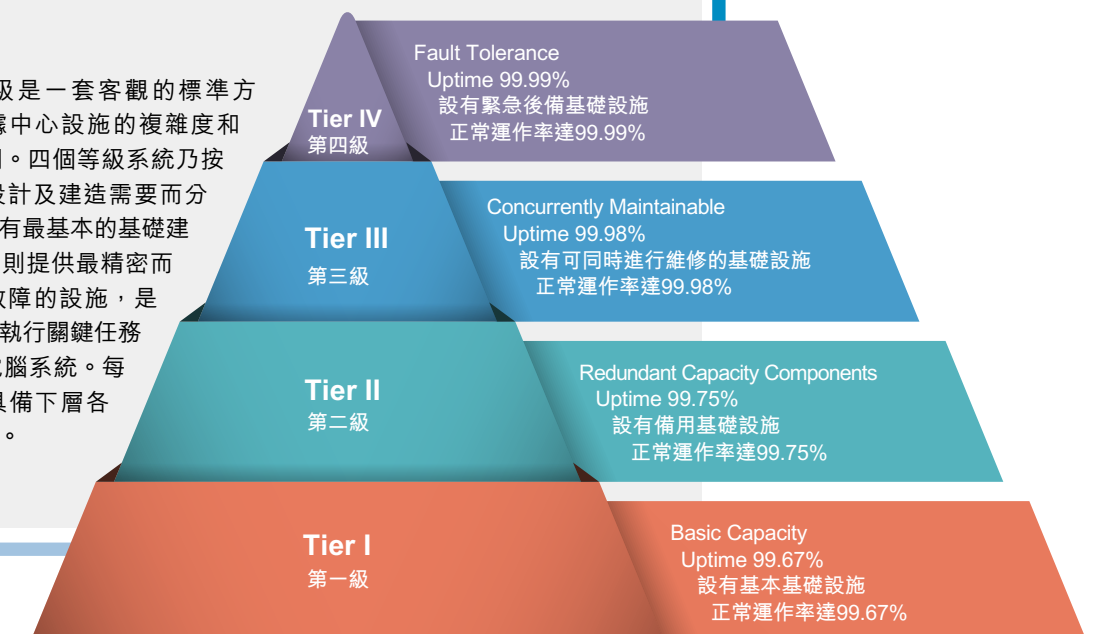 級是一套客觀的標準方
據中心設施的複雜度和
。四個等級系統乃按
設計及建造需要而分
有最基本的基礎建
則提供最精密而
故障的設施，是
執行關鍵任務
腦系統。每
具備下層各
。
Tier IV
第四級
Fault Tolerance
Uptime 99.99%
設有緊急後備基礎設施
正常運作率達99.99%
Tier III
第三級
Concurrently Maintainable
Uptime 99.98%
設有可同時進行維修的基礎設施
正常運作率達99.98%
Tier II
第二級
Redundant Capacity Components
Uptime 99.75%
設有備用基礎設施
正常運作率達99.75%
Tier I
第一級
Basic Capacity
Uptime 99.67%
設有基本基礎設施
正常運作率達99.67%